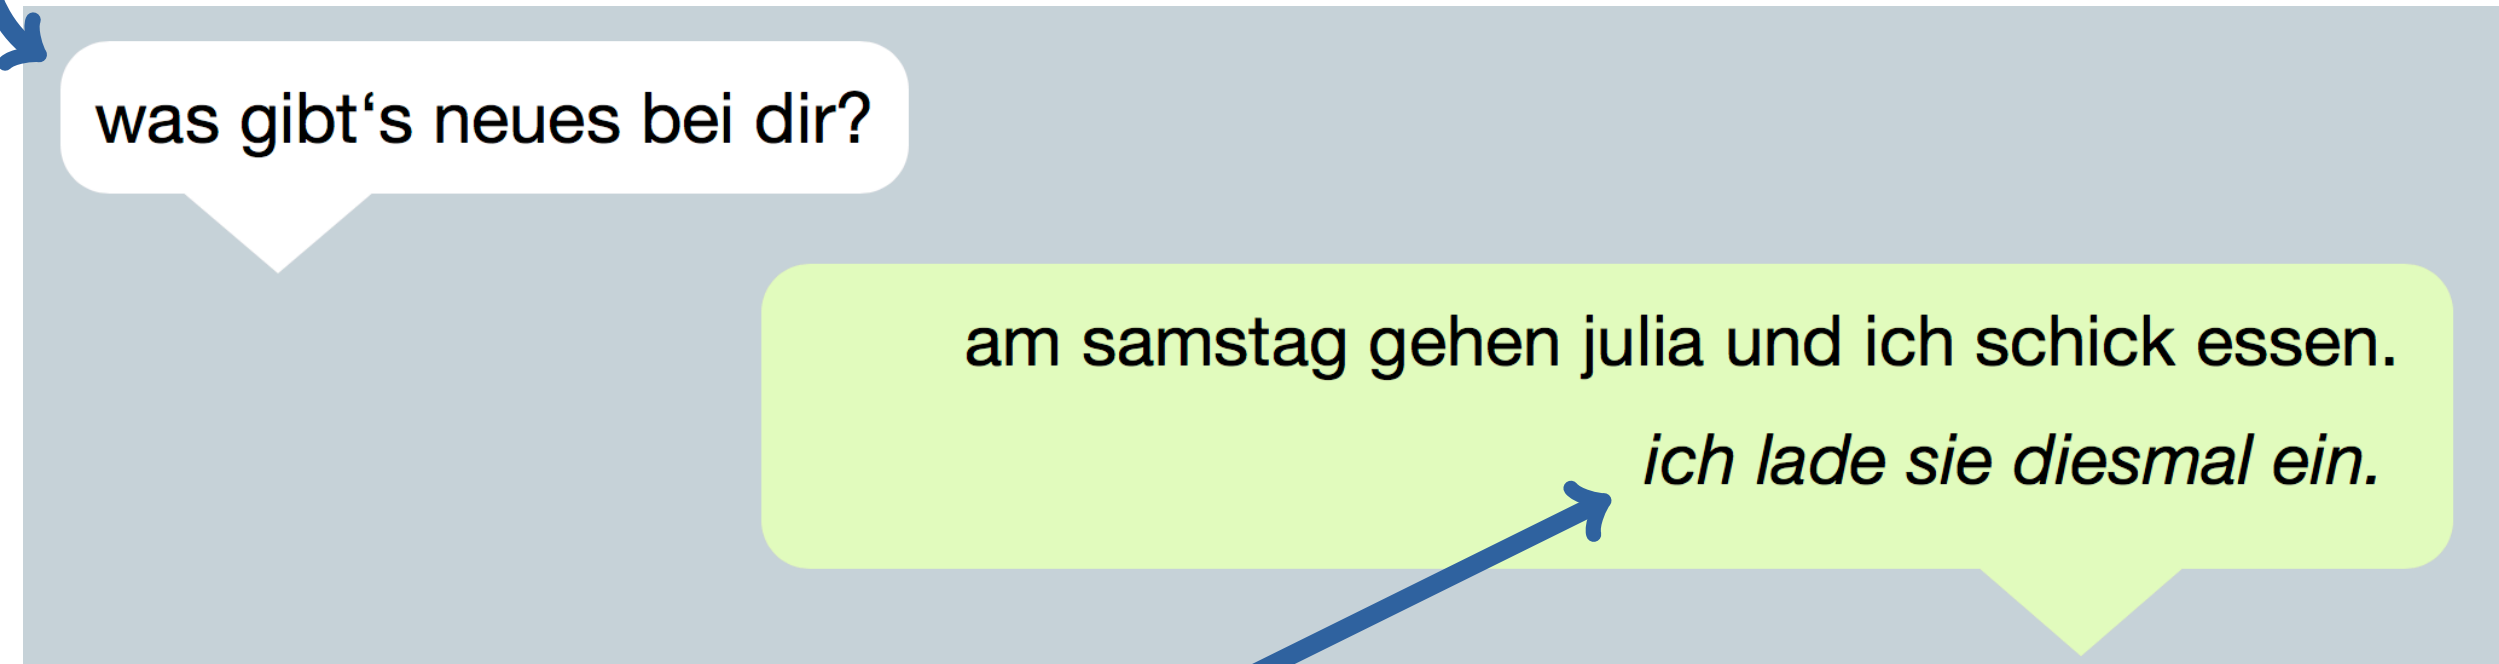 was gibt‘s neues bei dir?
am samstag gehen julia und ich schick essen.
ich lade sie diesmal ein.